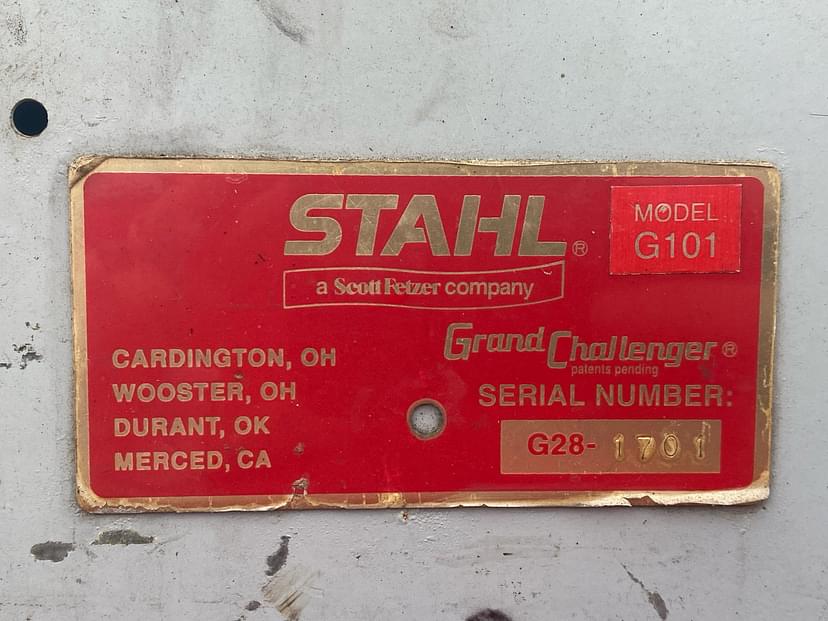 STAHL®
a Scott Fetzer company
MODEL
G101
Grand Challenger®
patents pending
CARDINGTON, OH
WOOSTER, OH
DURANT, OK
MERCED, CA
SERIAL NUMBER:
G28- 1701